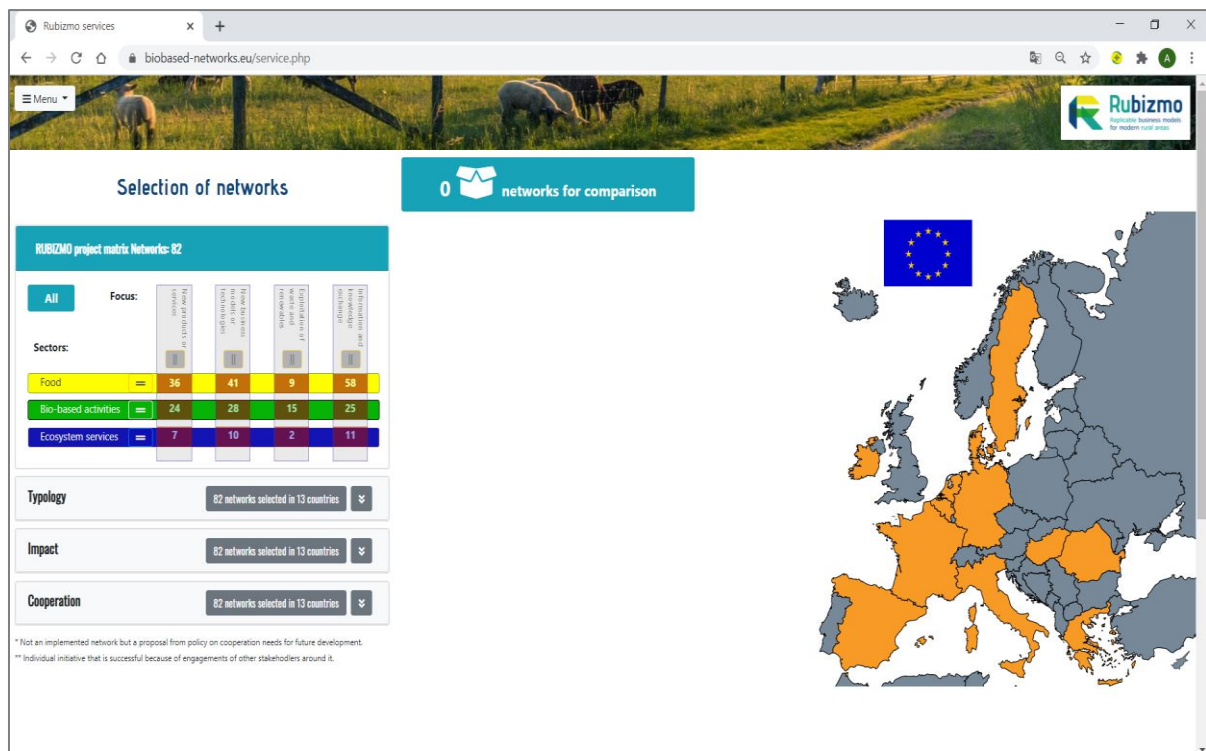 Rubizmo services
biobased-networks.eu/service.php
A
Menu
Rubizmo
Replicable business models
for modern rural areas
Selection of networks
0 networks for comparison
RUBIZMO project matrix Networks: 82
All
Focus:
New products or
services
New business
models or
technologies
Exploitation of
waste and
renewables
Information and
knowledge
exchange
Sectors:
Food = 36 41 9 58
Bio-based activities = 24 28 15 25
Ecosystem services = 7 10 2 11
Typology 82 networks selected in 13 countries
Impact 82 networks selected in 13 countries
Cooperation 82 networks selected in 13 countries
* Not an implemented network but a proposal from policy on cooperation needs for future development.
** Individual initiative that is successful because of engagements of other stakehodlers around it.